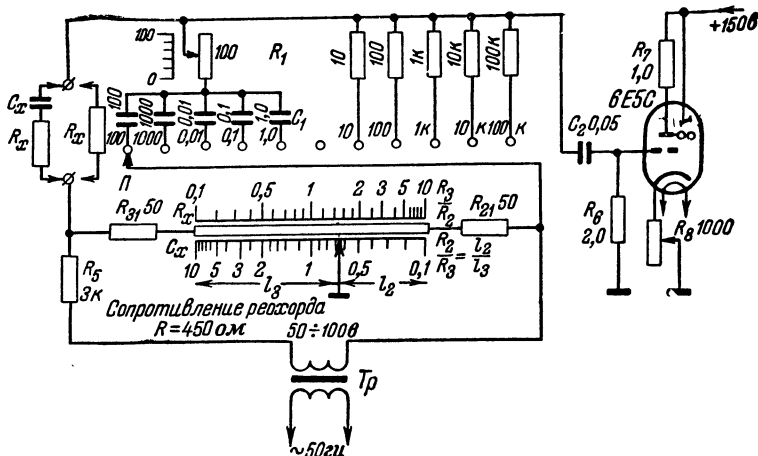 100
0
100
R₁
10
100
1к
10к
100к
+150в
R₇
1,0
6Е5С
Cₓ
Rₓ
Rₓ
100
1000
0,01
0,1
1,0
C₁
100
1000
0,01
0,1
1,0
10
100
1к
10 к
100 к
C₂ 0,05
R₆
2,0
R₈ 1000
П
R₃₁ 50
Rₓ
0,1
0,5
1
2
3
5
10
R₃
R₂
R₂₁ 50
Cₓ
10
5
3
2
1
0,5
0,1
R₂/R₃ = l₂/l₃
l₃
l₂
R₅
3к
Сопротивление реохорда
R = 450 ом
50÷100в
Тр
~50гц